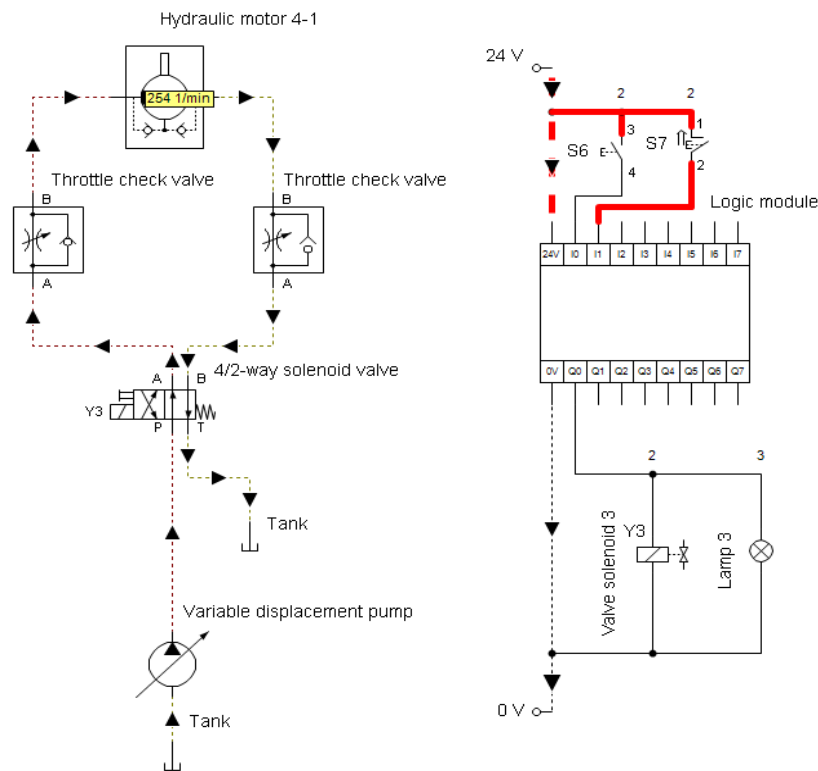 Hydraulic motor 4-1
254 1/min
Throttle check valve
Throttle check valve
B
B
A
A
A
B
4/2-way solenoid valve
Y3
P
T
Tank
Variable displacement pump
Tank
24 V
2
2
3
1
S6
S7
4
2
Logic module
24V I0 I1 I2 I3 I4 I5 I6 I7
0V Q0 Q1 Q2 Q3 Q4 Q5 Q6 Q7
2
3
Valve solenoid 3
Y3
Lamp 3
0 V